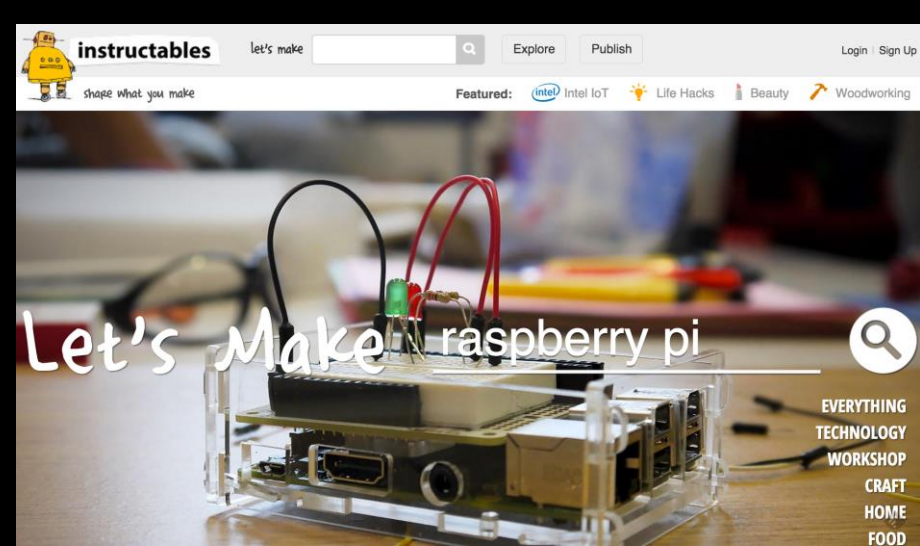 instructables let's make Explore Publish Login Sign Up
share what you make Featured: intel Intel IoT Life Hacks Beauty Woodworking
Let's Make raspberry pi
EVERYTHING
TECHNOLOGY
WORKSHOP
CRAFT
HOME
FOOD